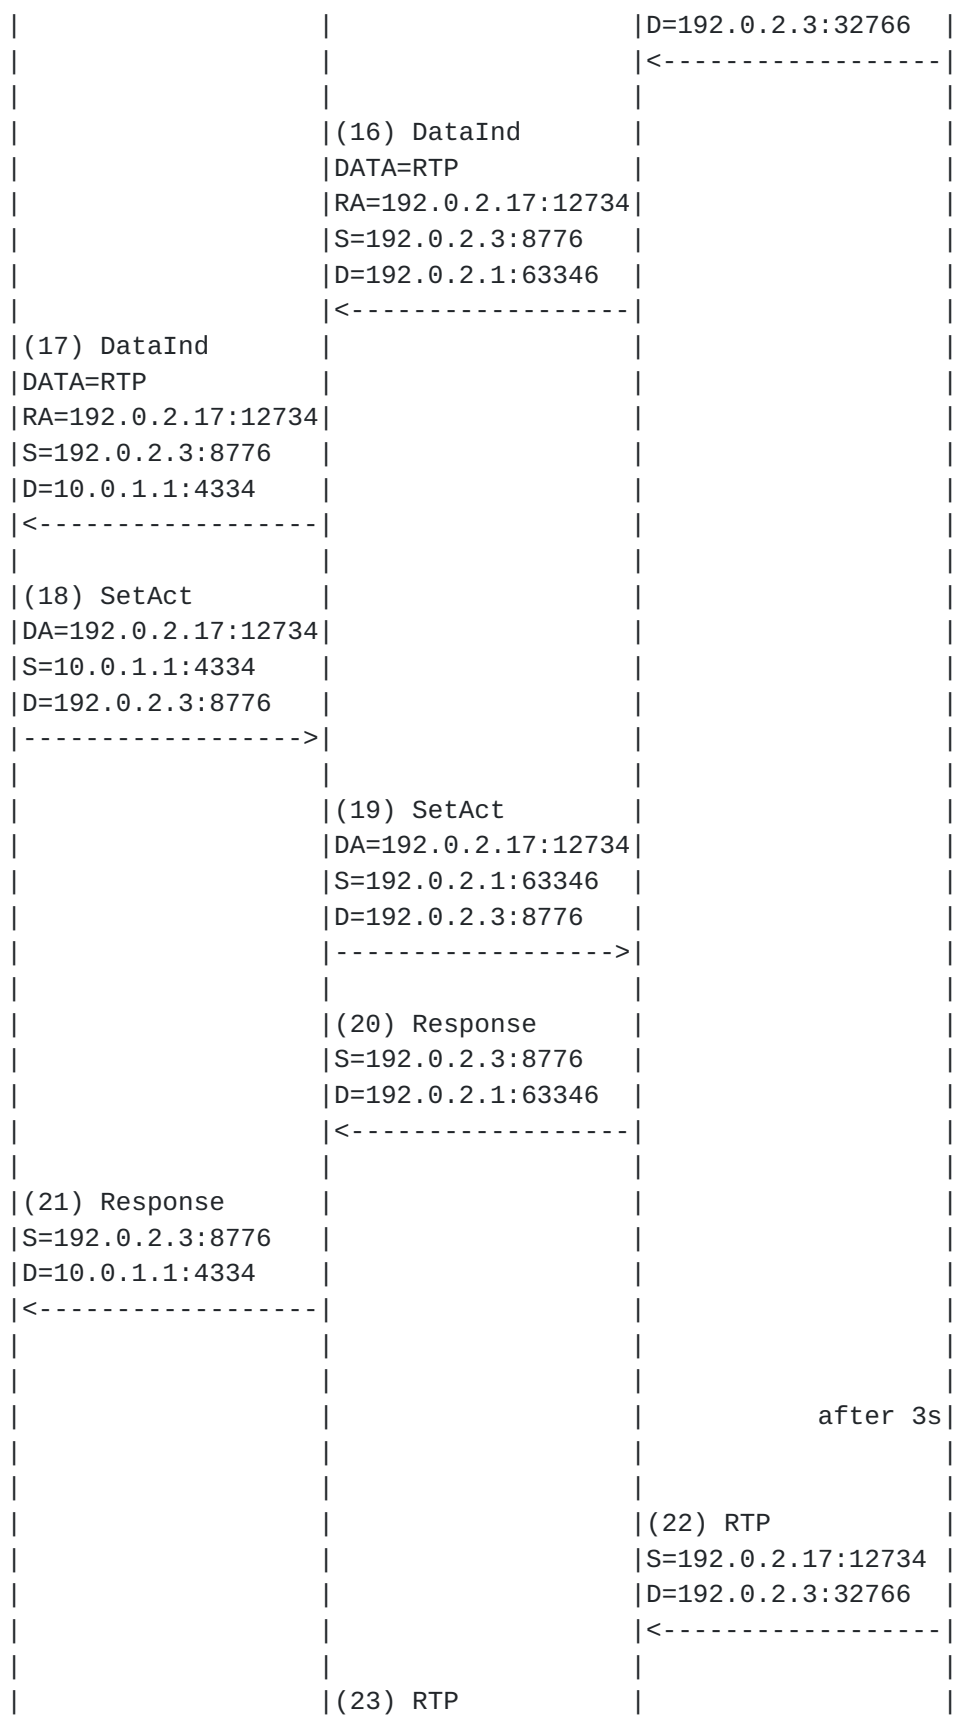 |                   |                   |D=192.0.2.3:32766  |
|                   |                   |<------------------|
|                   |                   |                   |
|                   |(16) DataInd       |                   |
|                   |DATA=RTP           |                   |
|                   |RA=192.0.2.17:12734|                   |
|                   |S=192.0.2.3:8776   |                   |
|                   |D=192.0.2.1:63346  |                   |
|                   |<------------------|                   |
|(17) DataInd       |                   |                   |
|DATA=RTP           |                   |                   |
|RA=192.0.2.17:12734|                   |                   |
|S=192.0.2.3:8776   |                   |                   |
|D=10.0.1.1:4334    |                   |                   |
|<------------------|                   |                   |
|                   |                   |                   |
|(18) SetAct        |                   |                   |
|DA=192.0.2.17:12734|                   |                   |
|S=10.0.1.1:4334    |                   |                   |
|D=192.0.2.3:8776   |                   |                   |
|------------------>|                   |                   |
|                   |                   |                   |
|                   |(19) SetAct        |                   |
|                   |DA=192.0.2.17:12734|                   |
|                   |S=192.0.2.1:63346  |                   |
|                   |D=192.0.2.3:8776   |                   |
|                   |------------------>|                   |
|                   |                   |                   |
|                   |(20) Response      |                   |
|                   |S=192.0.2.3:8776   |                   |
|                   |D=192.0.2.1:63346  |                   |
|                   |<------------------|                   |
|                   |                   |                   |
|(21) Response      |                   |                   |
|S=192.0.2.3:8776   |                   |                   |
|D=10.0.1.1:4334    |                   |                   |
|<------------------|                   |                   |
|                   |                   |                   |
|                   |                   |                   |
|                   |                   |           after 3s|
|                   |                   |                   |
|                   |                   |                   |
|                   |                   |(22) RTP           |
|                   |                   |S=192.0.2.17:12734 |
|                   |                   |D=192.0.2.3:32766  |
|                   |                   |<------------------|
|                   |                   |                   |
|                   |(23) RTP           |                   |